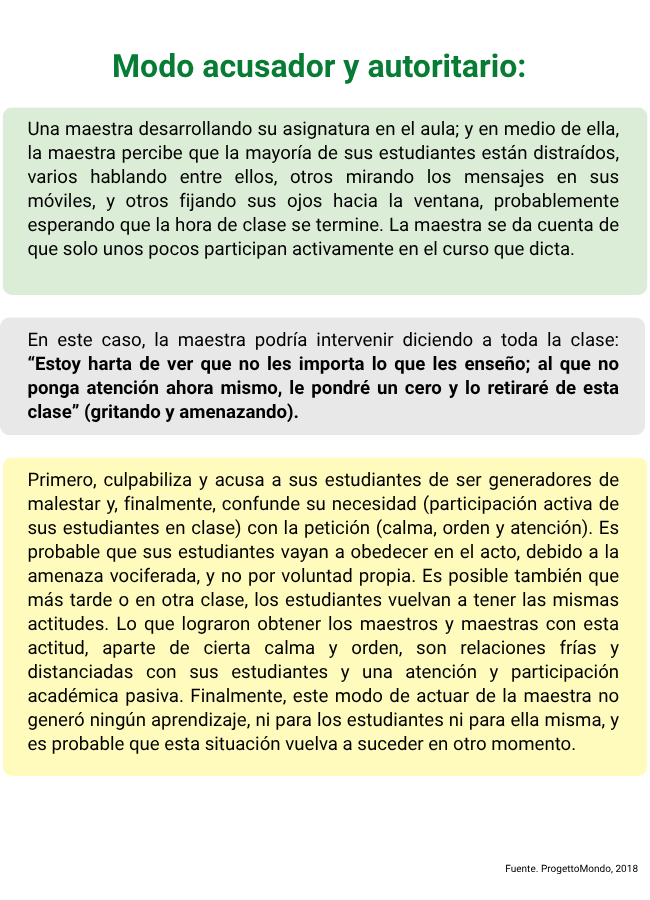 Modo acusador y autoritario:
Una maestra desarrollando su asignatura en el aula; y en medio de ella,
la maestra percibe que la mayoría de sus estudiantes están distraídos,
varios hablando entre ellos, otros mirando los mensajes en sus
móviles, y otros fijando sus ojos hacia la ventana, probablemente
esperando que la hora de clase se termine. La maestra se da cuenta de
que solo unos pocos participan activamente en el curso que dicta.
En este caso, la maestra podría intervenir diciendo a toda la clase:
“Estoy harta de ver que no les importa lo que les enseño; al que no
ponga atención ahora mismo, le pondré un cero y lo retiraré de esta
clase” (gritando y amenazando).
Primero, culpabiliza y acusa a sus estudiantes de ser generadores de
malestar y, finalmente, confunde su necesidad (participación activa de
sus estudiantes en clase) con la petición (calma, orden y atención). Es
probable que sus estudiantes vayan a obedecer en el acto, debido a la
amenaza vociferada, y no por voluntad propia. Es posible también que
más tarde o en otra clase, los estudiantes vuelvan a tener las mismas
actitudes. Lo que lograron obtener los maestros y maestras con esta
actitud, aparte de cierta calma y orden, son relaciones frías y
distanciadas con sus estudiantes y una atención y participación
académica pasiva. Finalmente, este modo de actuar de la maestra no
generó ningún aprendizaje, ni para los estudiantes ni para ella misma, y
es probable que esta situación vuelva a suceder en otro momento.
Fuente. ProgettoMondo, 2018